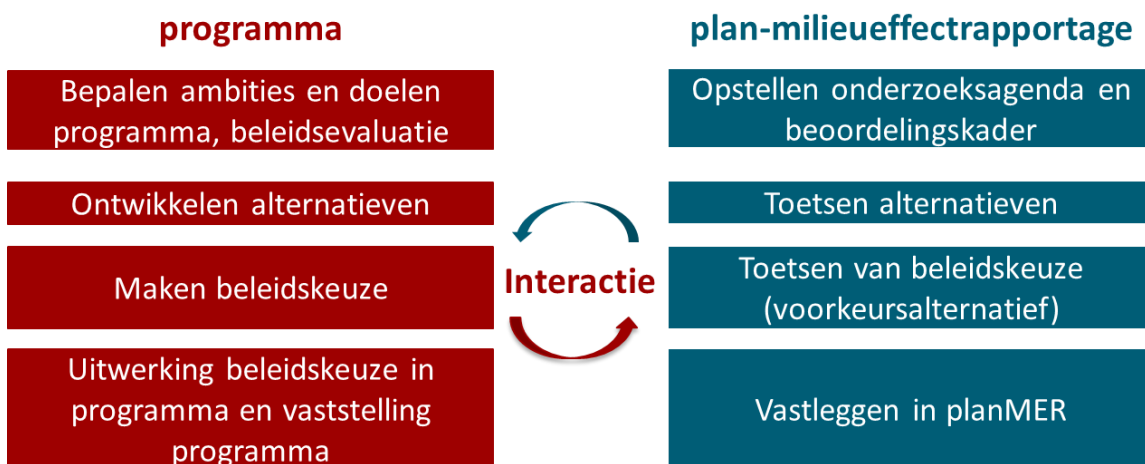 programma
Bepalen ambities en doelen
programma, beleidsevaluatie
Ontwikkelen alternatieven
Maken beleidskeuze
Uitwerking beleidskeuze in
programma en vaststelling
programma
Interactie
plan-milieueffectrapportage
Opstellen onderzoeksagenda en
beoordelingskader
Toetsen alternatieven
Toetsen van beleidskeuze
(voorkeursalternatief)
Vastleggen in planMER